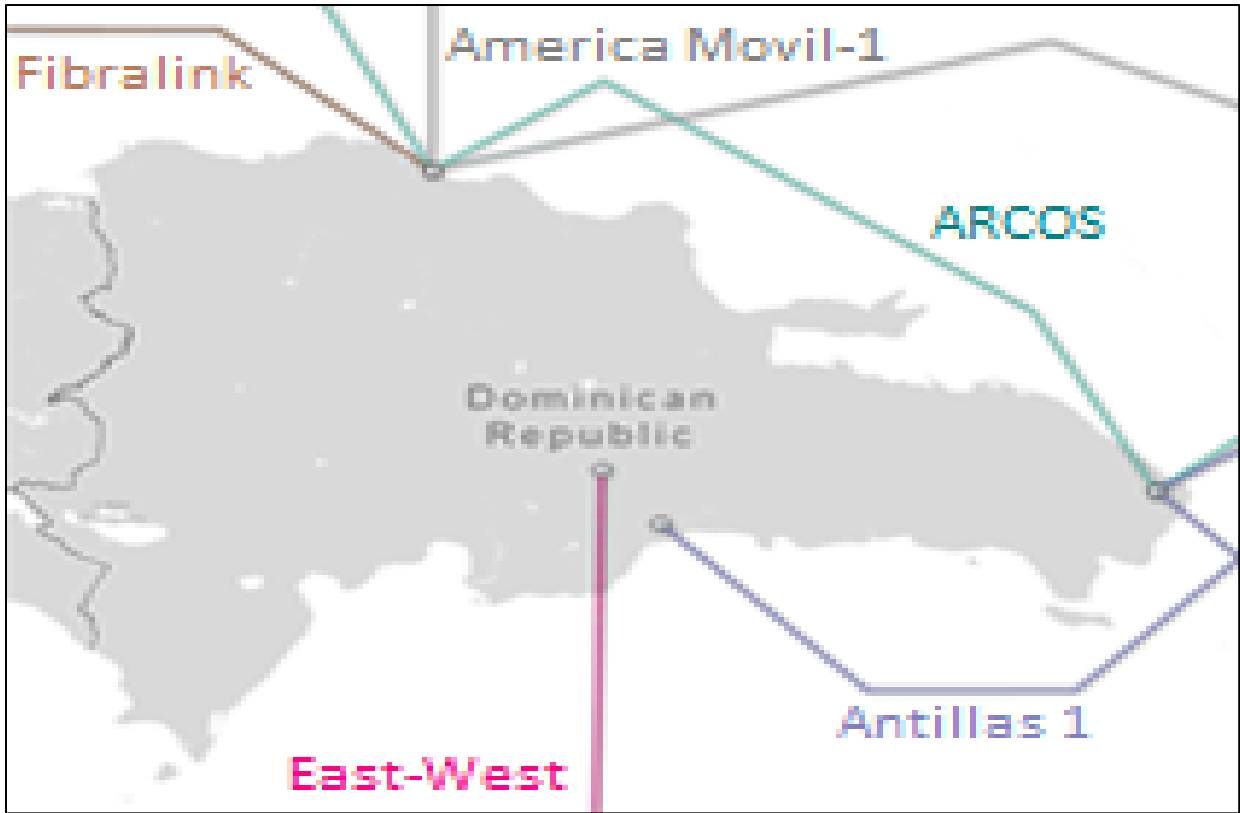 America Movil-1
Fibralink
ARCOS
Dominican
Republic
Antillas 1
East-West